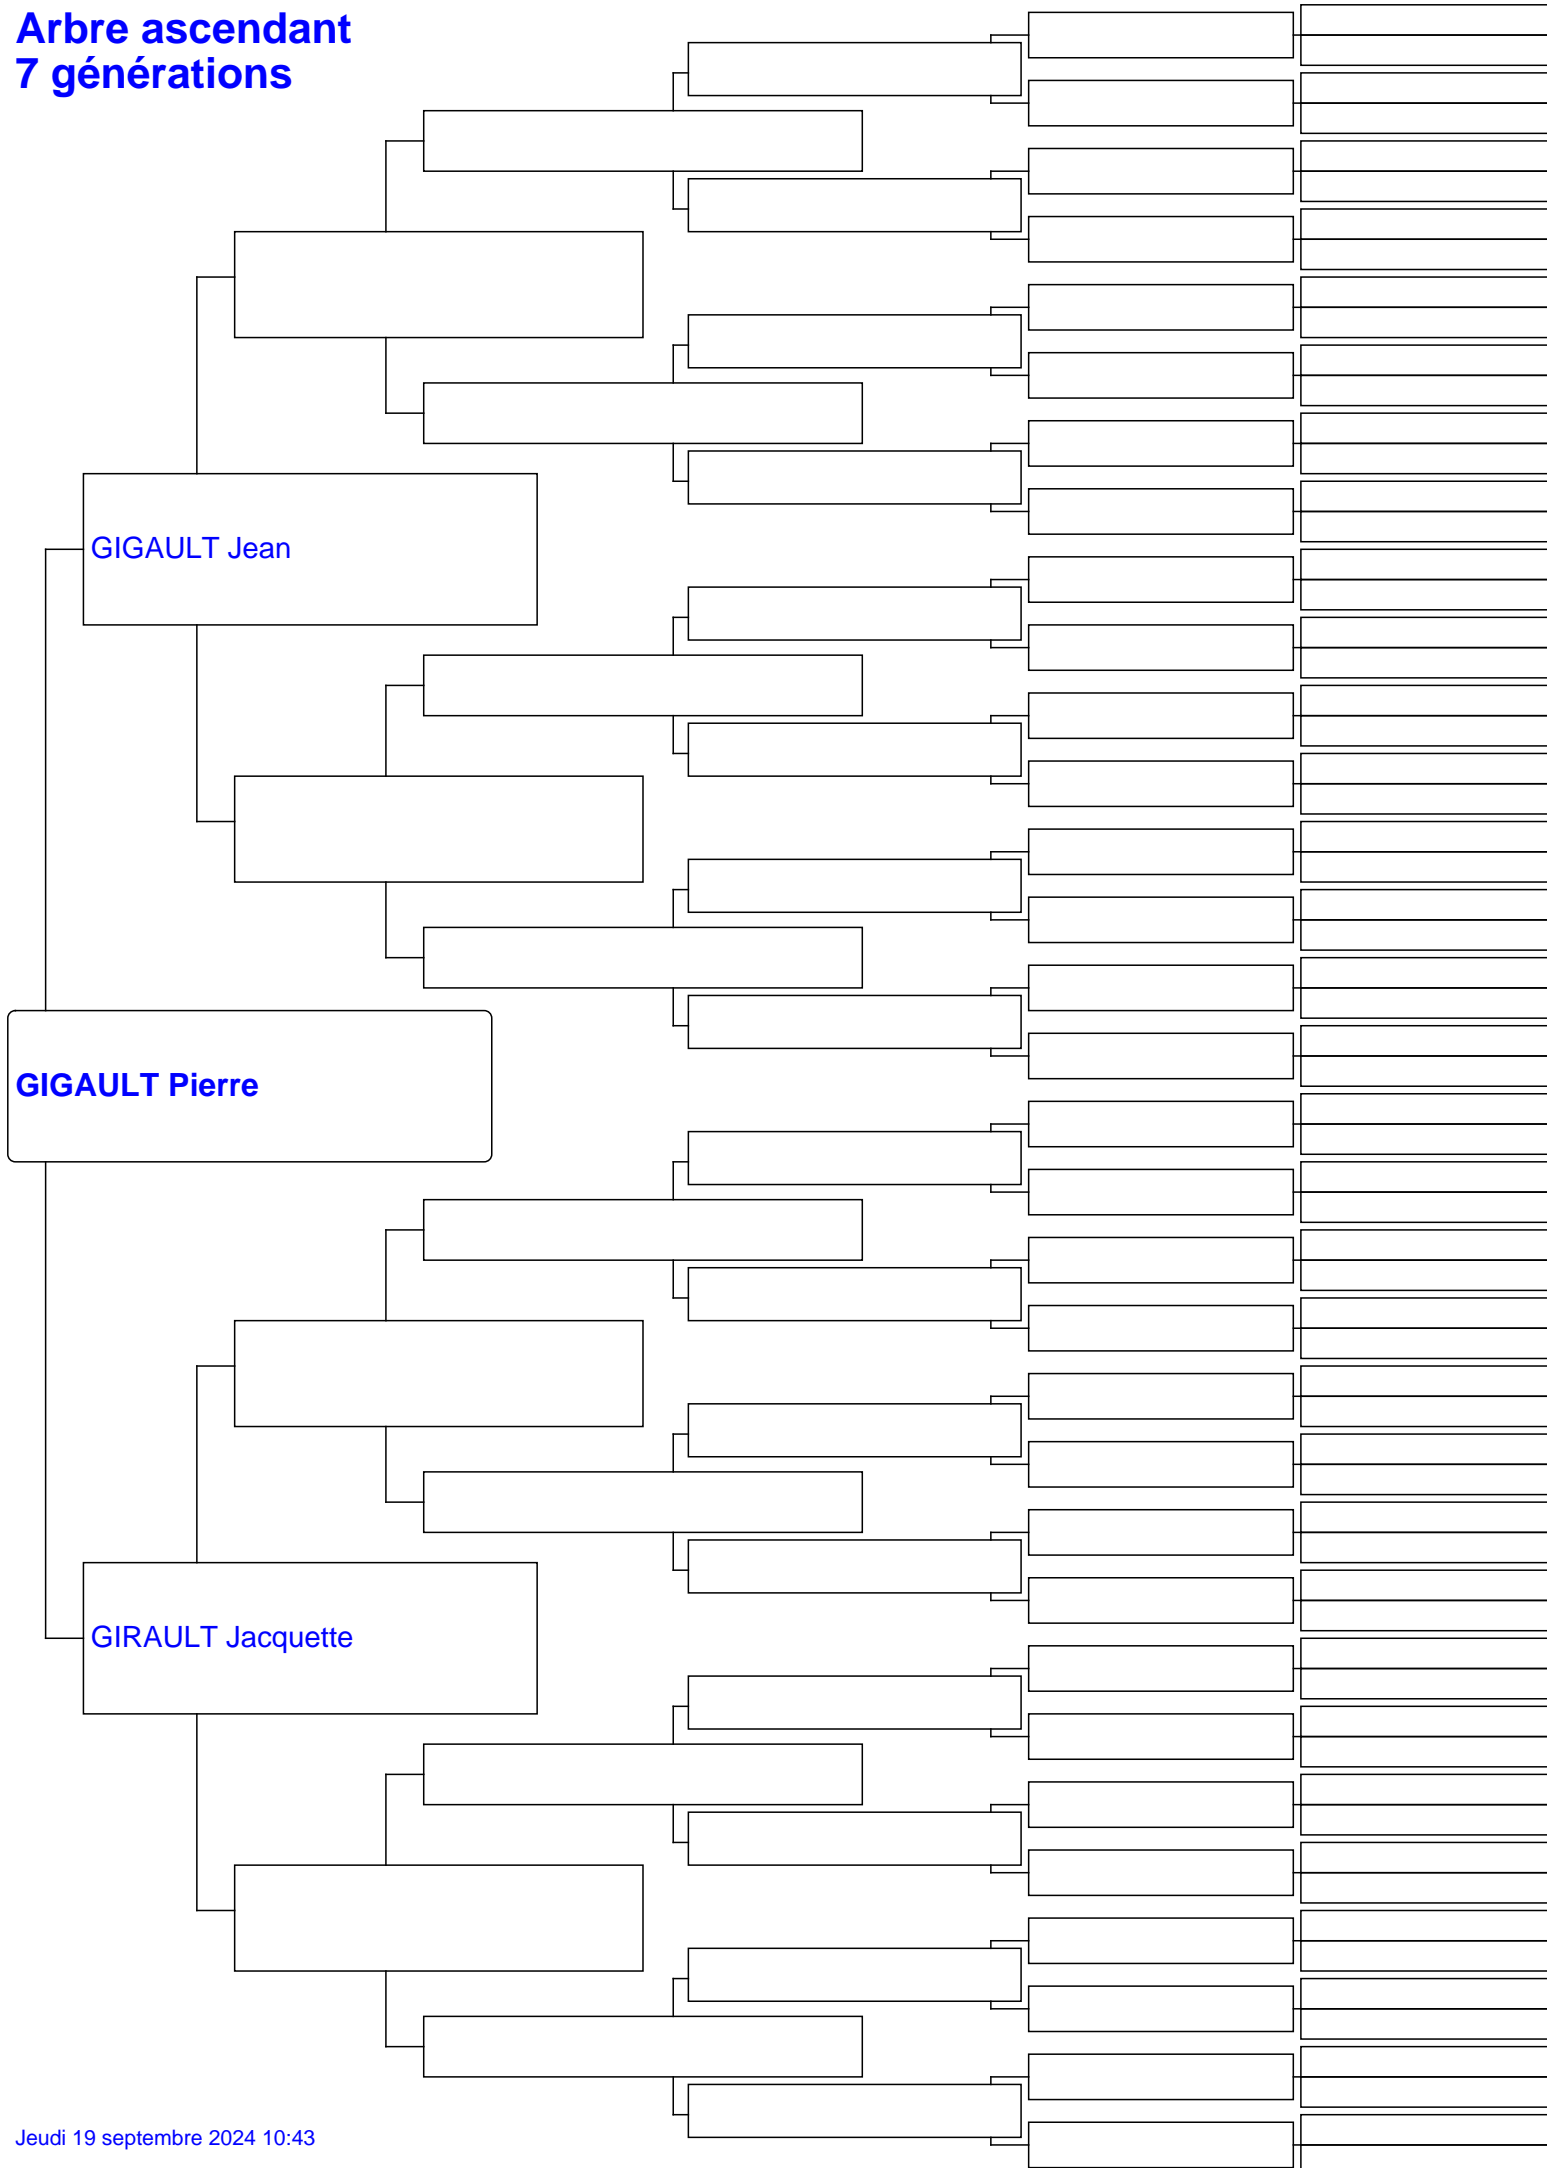 Arbre ascendant
7 générations
GIGAULT Jean
GIGAULT Pierre
GIRAULT Jacquette
Jeudi 19 septembre 2024 10:43